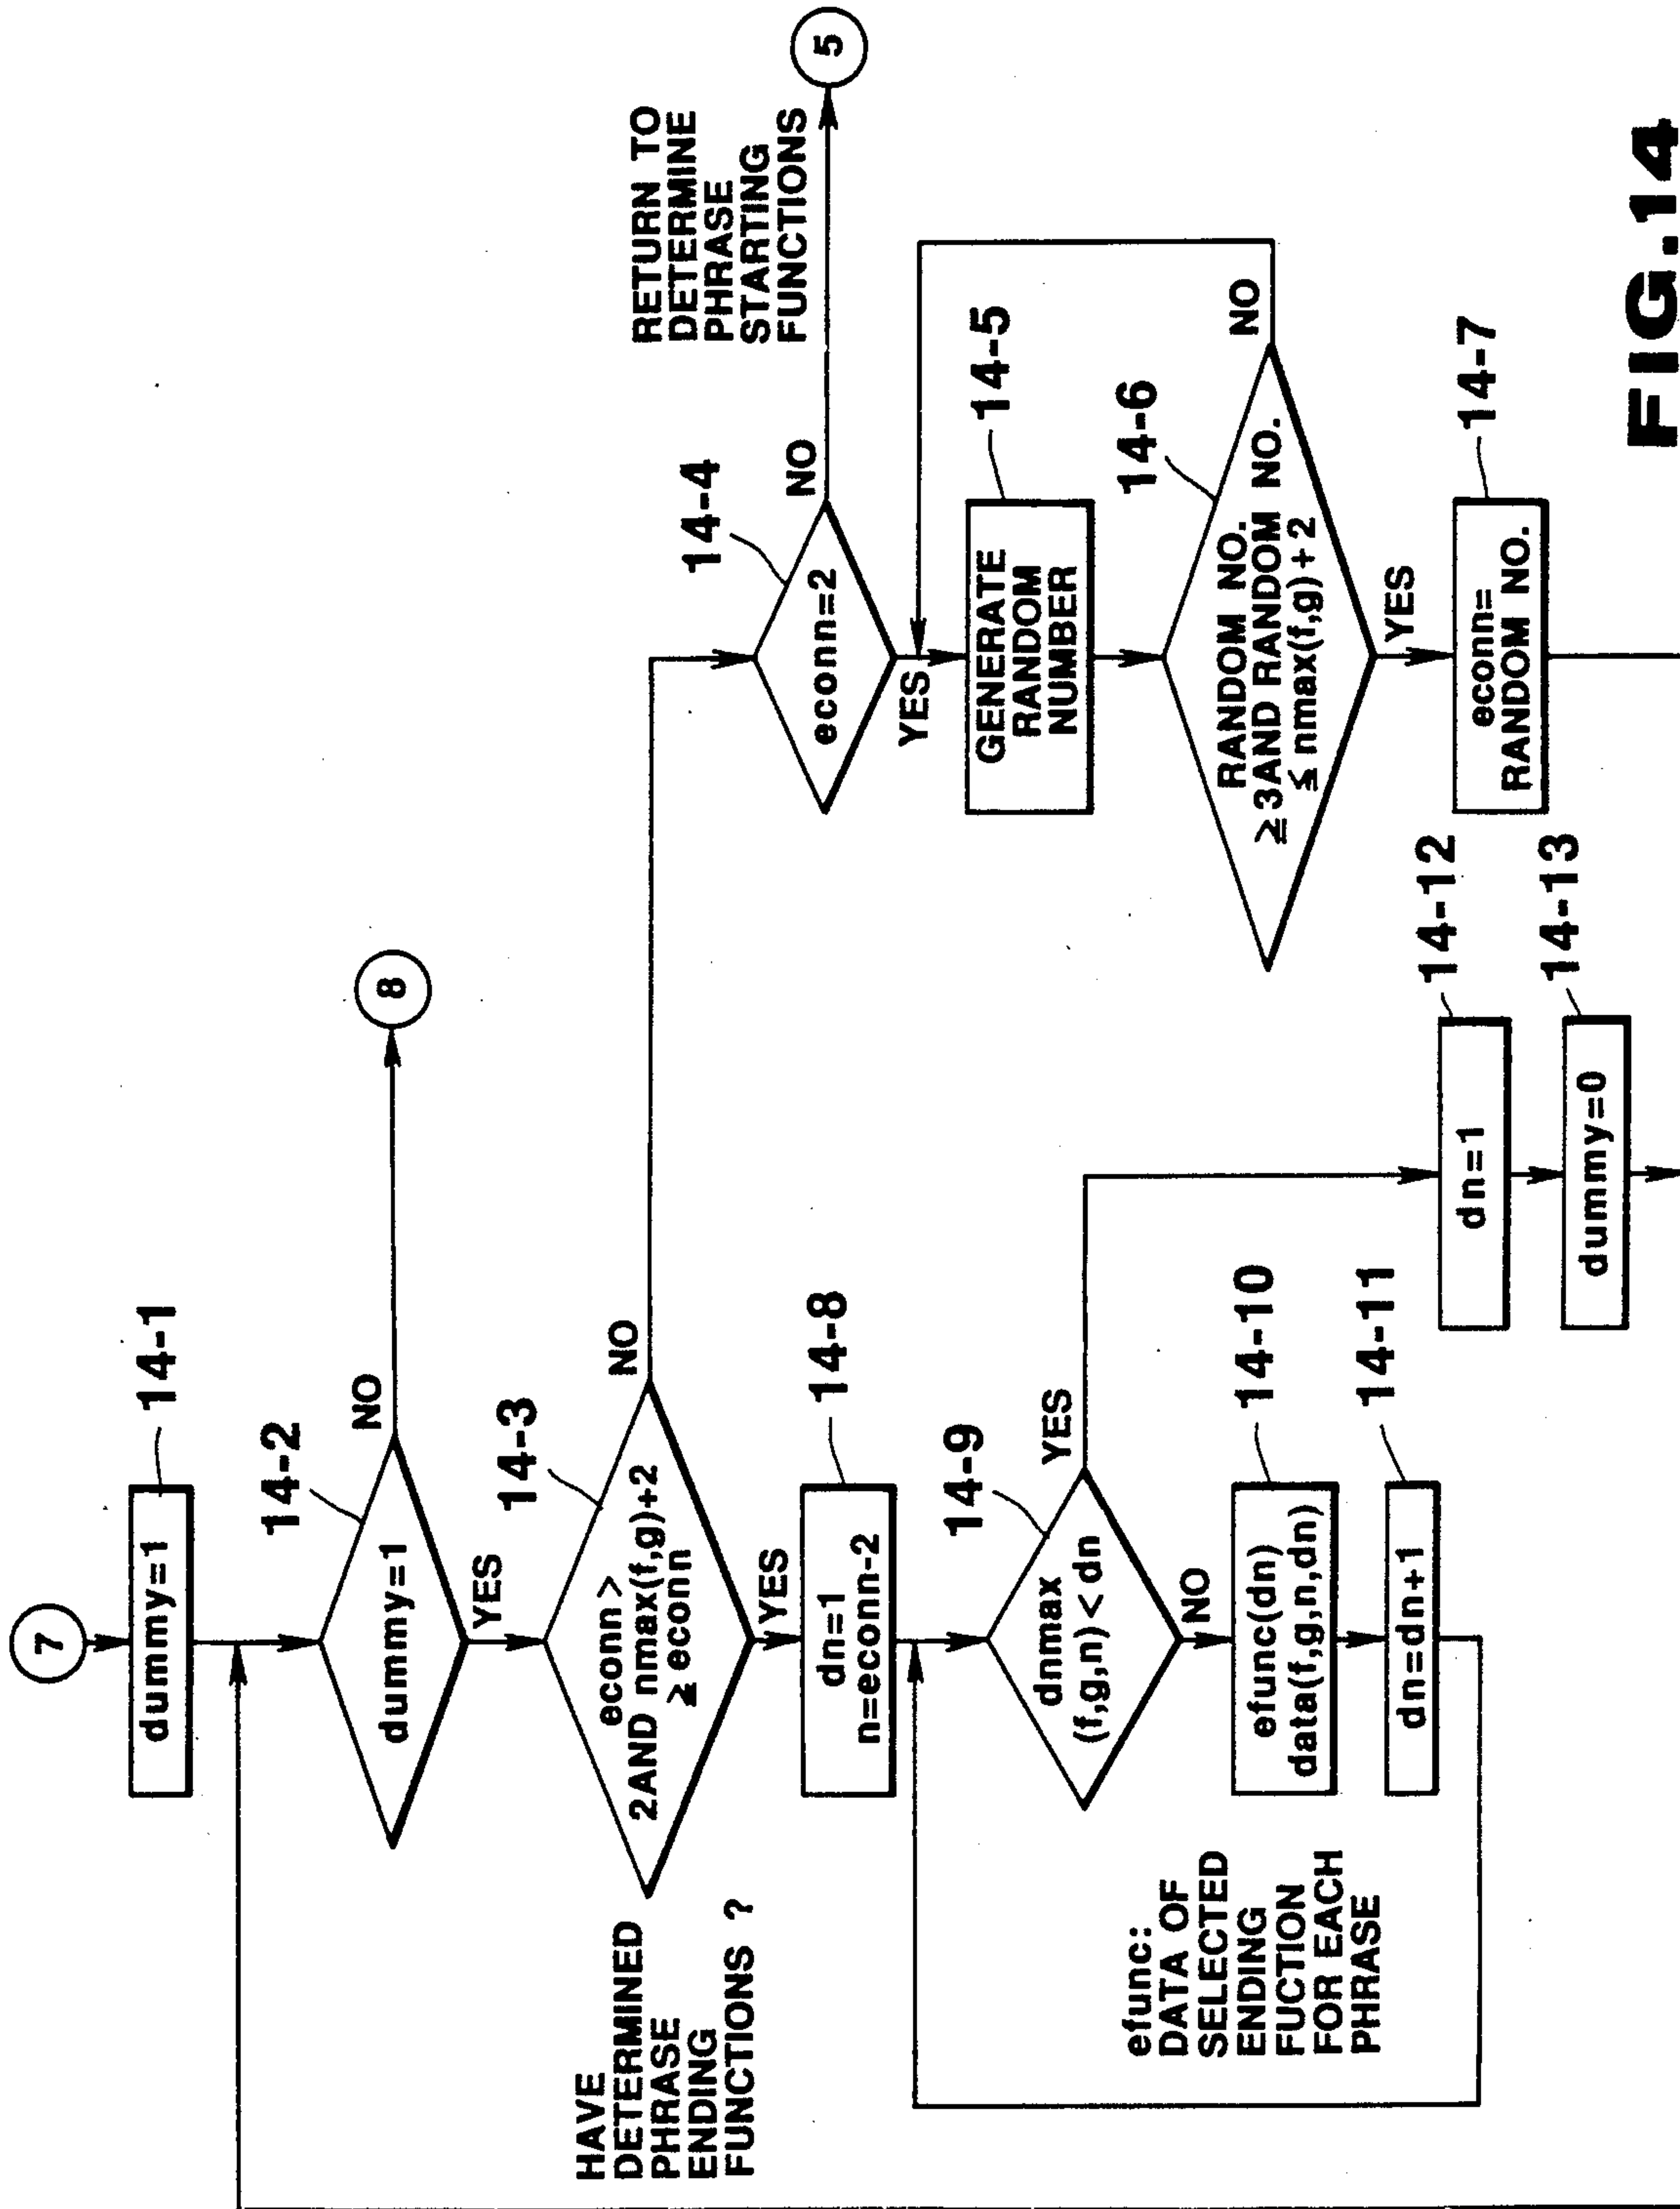 7
dummy=1
14-1
dummy=1
14-2
YES
NO
8
HAVE
DETERMINED
PHRASE
ENDING
FUNCTIONS ?
econn>
2AND nmax(f,g)+2
≧ econn
14-3
YES
NO
econn=2
14-4
NO
YES
RETURN TO
DETERMINE
PHRASE
STARTING
FUNCTIONS
5
GENERATE
RANDOM
NUMBER
14-5
RANDOM NO.
≧3AND RANDOM NO.
≦ nmax(f,g)+2
14-6
NO
YES
econn=
RANDOM NO.
14-7
dn=1
n=econn-2
14-8
dnmax
(f,g,n)<dn
14-9
YES
NO
efunc(dn)
data(f,g,n,dn)
14-10
dn=dn+1
14-11
efunc:
DATA OF
SELECTED
ENDING
FUCTION
FOR EACH
PHRASE
dn=1
14-12
dummy=0
14-13
FIG.14